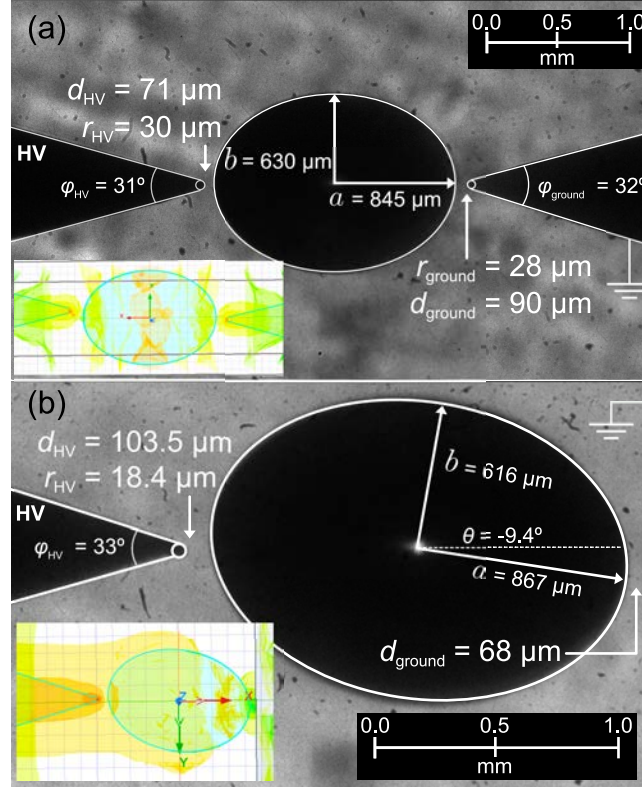 (a)
0.0 0.5 1.0
mm
d_HV = 71 µm
r_HV = 30 µm
HV
φ_HV = 31º
b = 630 µm
a = 845 µm
φ_ground = 32º
r_ground = 28 µm
d_ground = 90 µm
(b)
d_HV = 103.5 µm
r_HV = 18.4 µm
HV
φ_HV = 33º
b = 616 µm
θ = -9.4º
a = 867 µm
d_ground = 68 µm
Z
X
Y
0.0 0.5 1.0
mm